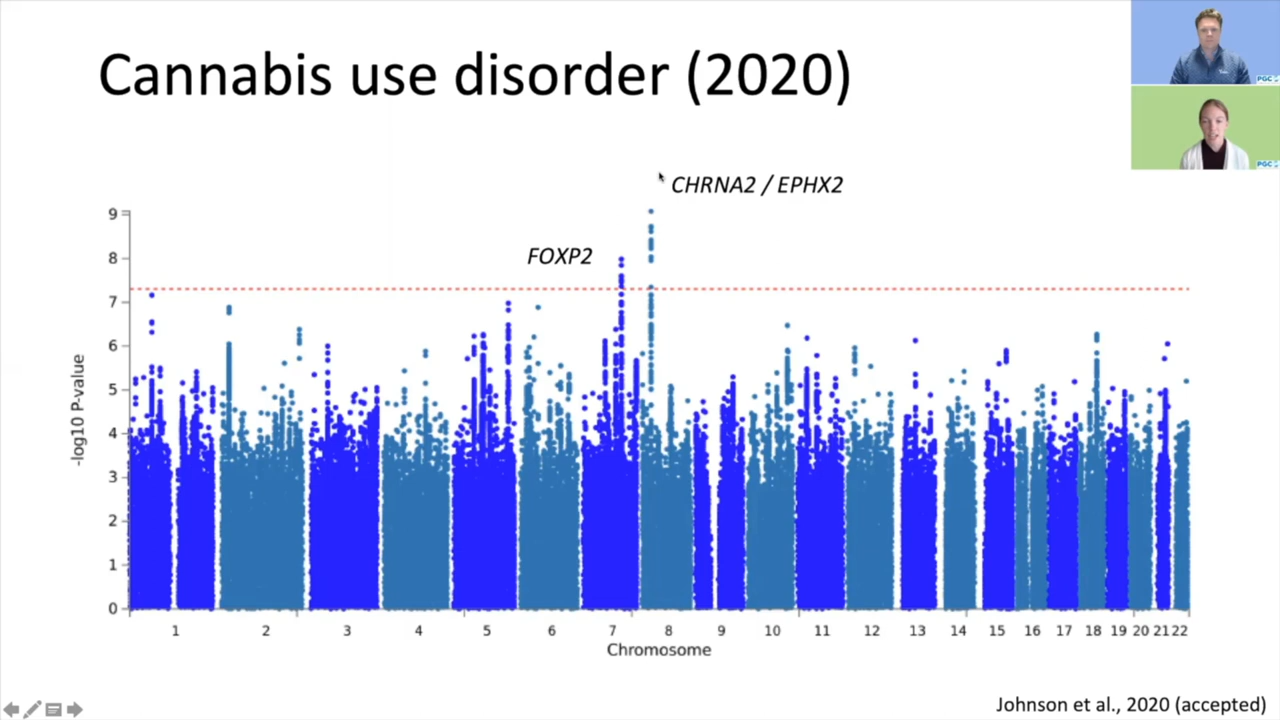 Cannabis use disorder (2020)
PGC
PGC
CHRNA2 / EPHX2
FOXP2
9
8
7
6
5
4
3
2
1
0
-log10 P-value
1 2 3 4 5 6 7 8 9 10 11 12 13 14 15 16 17 18 19 20 21 22
Chromosome
Johnson et al., 2020 (accepted)